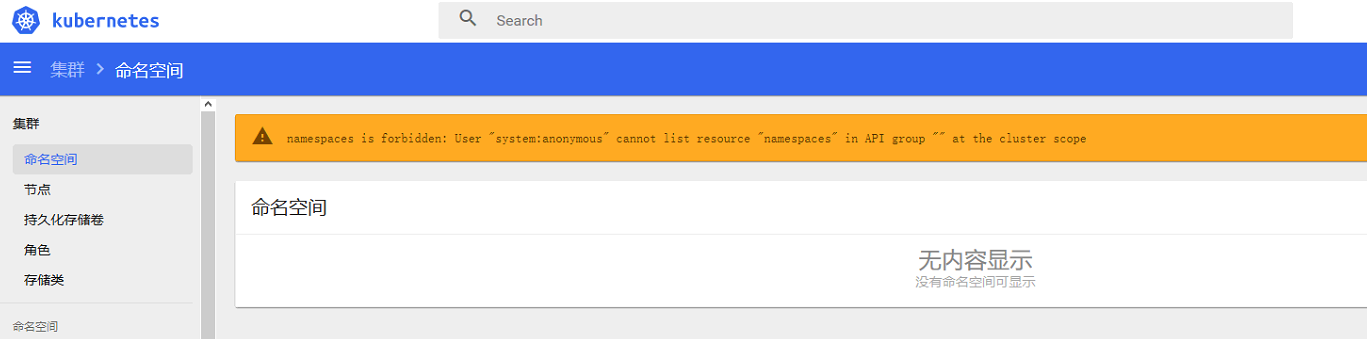 kubernetes
Search
集群 > 命名空间
集群
命名空间
节点
持久化存储卷
角色
存储类
命名空间
namespaces is forbidden: User "system:anonymous" cannot list resource "namespaces" in API group "" at the cluster scope
命名空间
无内容显示
没有命名空间可显示